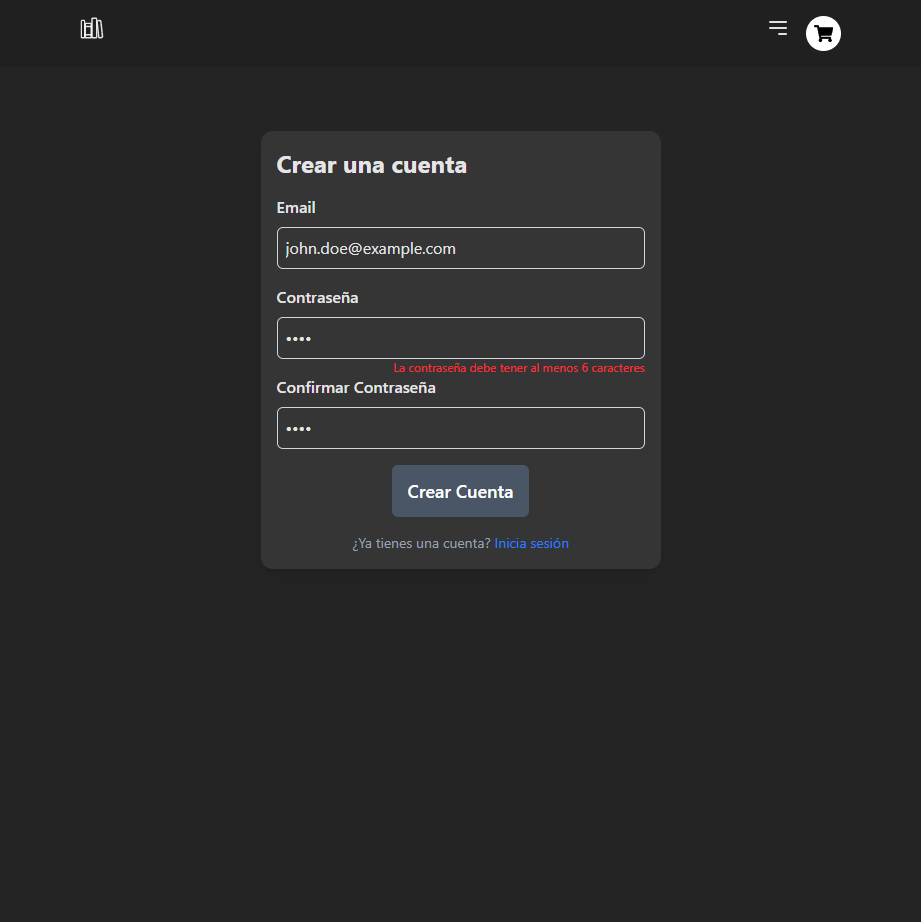 Crear una cuenta
Email
john.doe@example.com
Contraseña
••••
La contraseña debe tener al menos 6 caracteres
Confirmar Contraseña
••••
Crear Cuenta
¿Ya tienes una cuenta? Inicia sesión